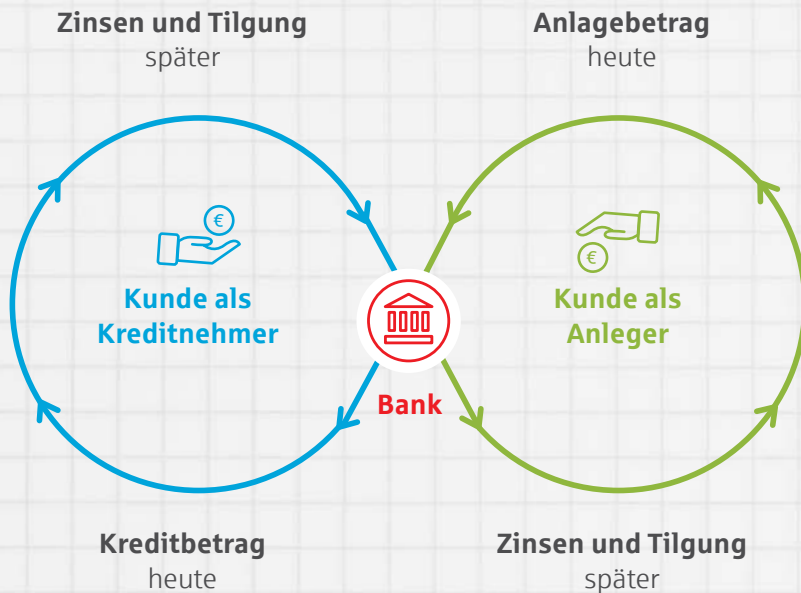 Zinsen und Tilgung
später
Anlagebetrag
heute
€
€
Kunde als
Kreditnehmer
Kunde als
Anleger
Bank
Kreditbetrag
heute
Zinsen und Tilgung
später